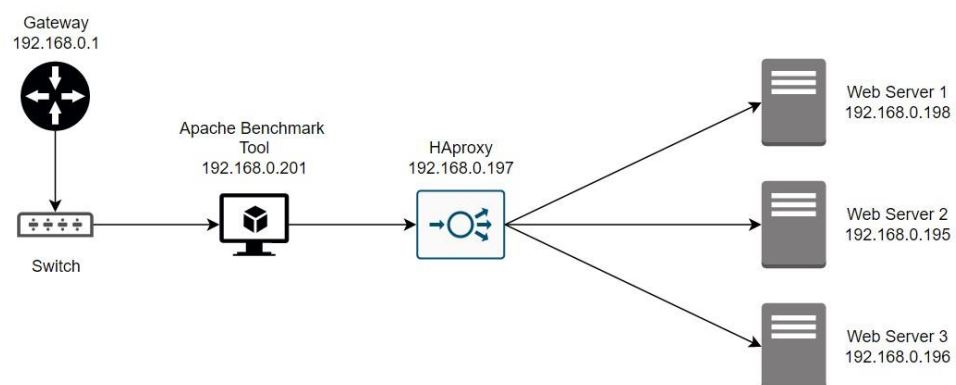 Gateway
192.168.0.1
Switch
Apache Benchmark
Tool
192.168.0.201
HAproxy
192.168.0.197
Web Server 1
192.168.0.198
Web Server 2
192.168.0.195
Web Server 3
192.168.0.196